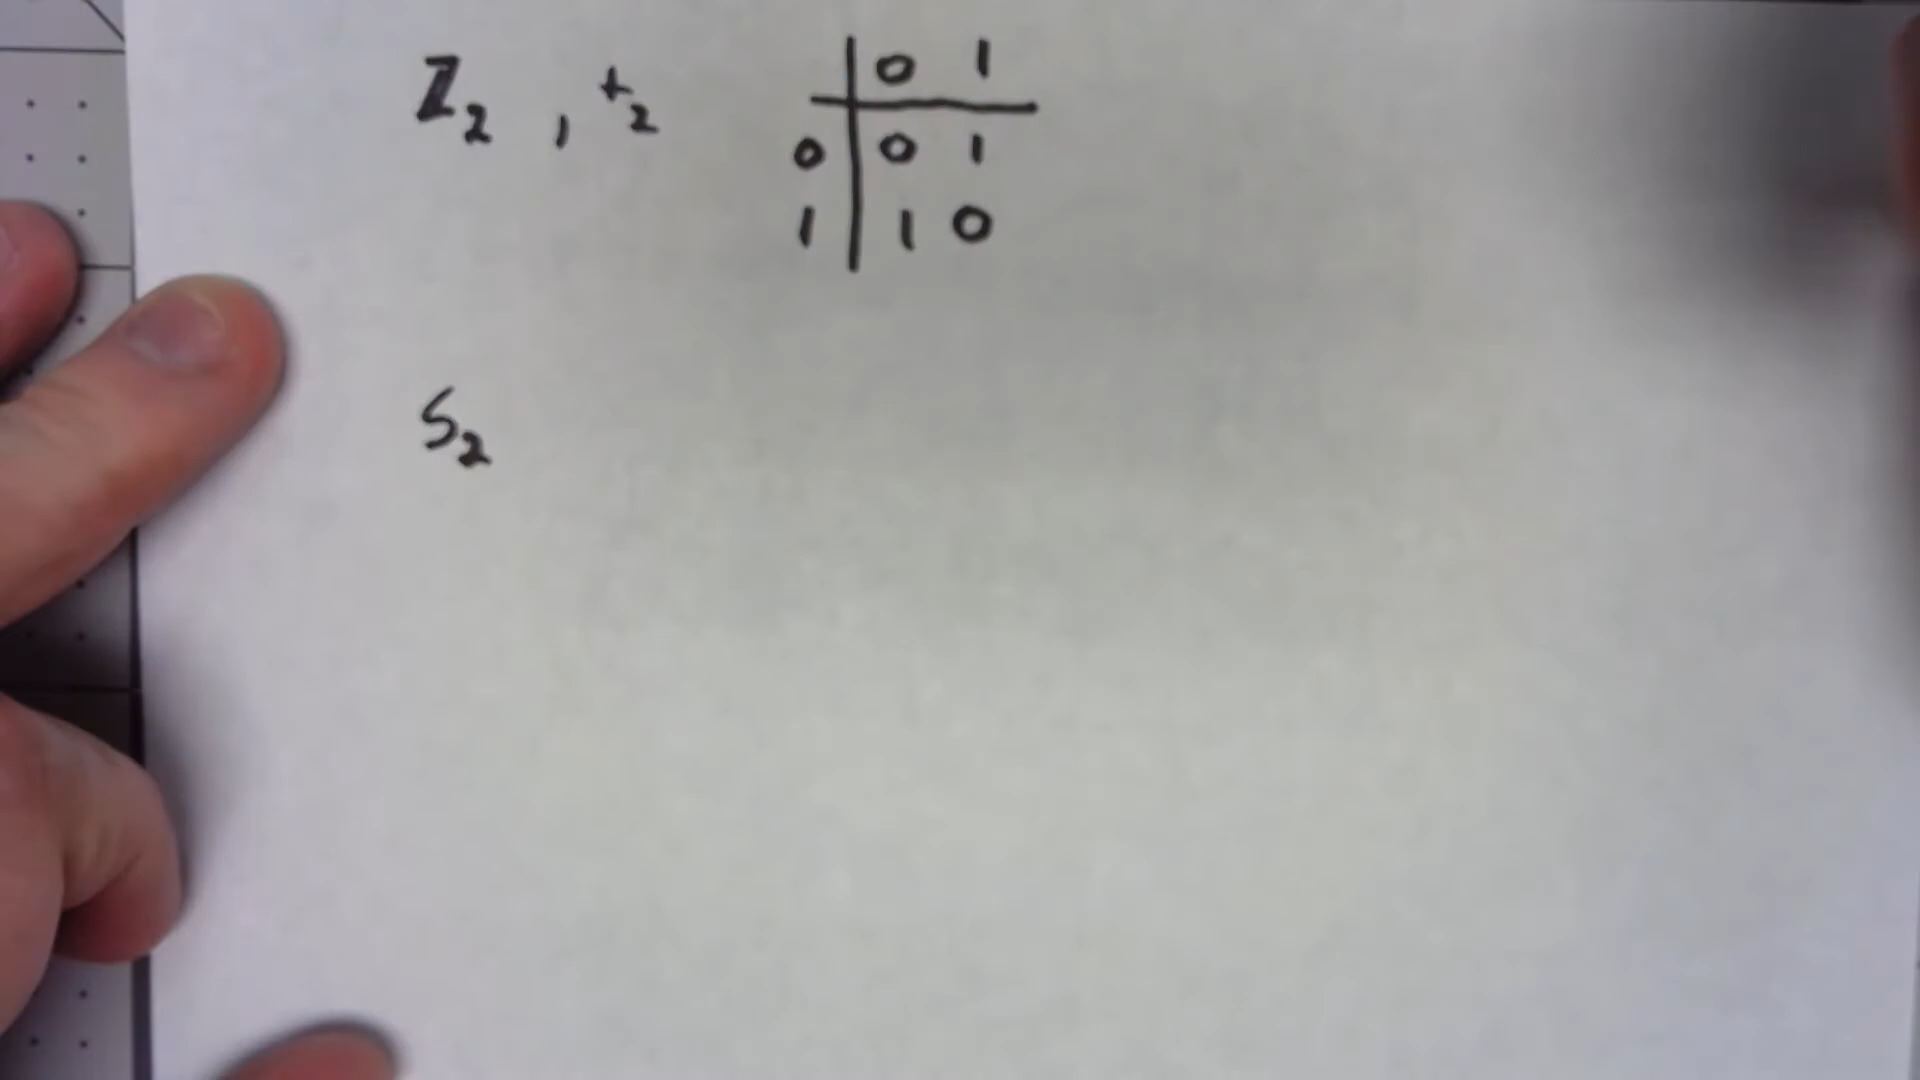 ℤ₂ , +₂
| 0 1
0 | 0 1
1 | 1 0
S₂